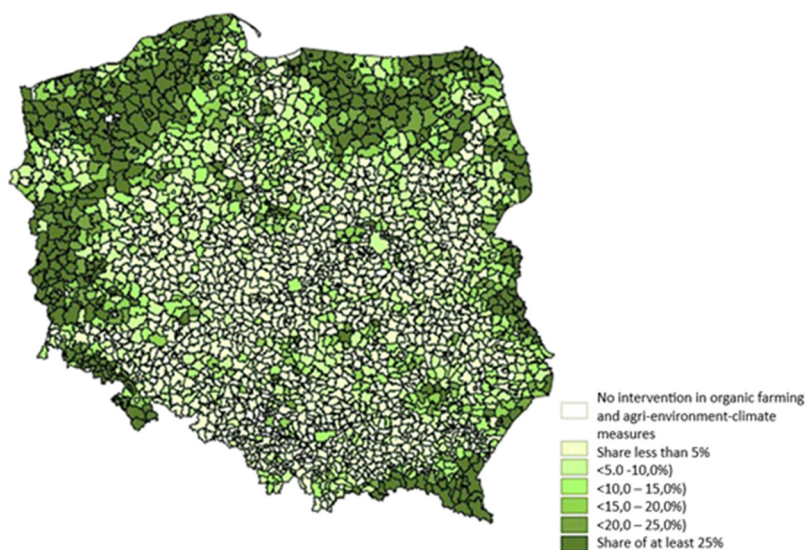 No intervention in organic farming
and agri-environment-climate
measures
Share less than 5%
<5.0 -10,0%)
<10,0 – 15,0%)
<15,0 – 20,0%)
<20,0 – 25,0%)
Share of at least 25%